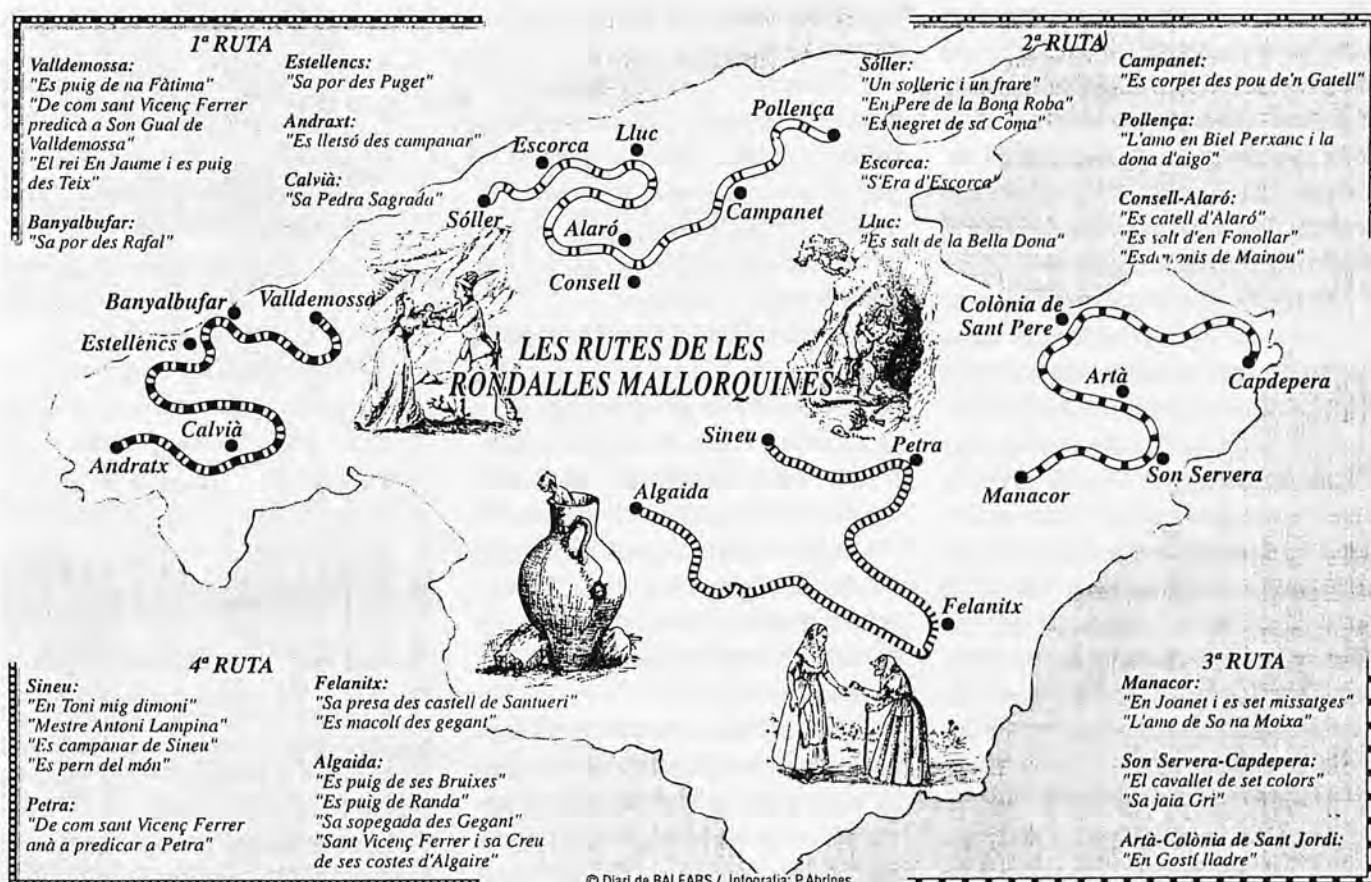 1ª RUTA
Valldemossa:
"Es puig de na Fàtima"
"De com sant Vicenç Ferrer
predicà a Son Gual de
Valldemossa"
"El rei En Jaume i es puig
des Teix"
Banyalbufar:
"Sa por des Rafal"
Estellencs:
"Sa por des Puget"
Andraxt:
"Es lletsó des campanar"
Calvià:
"Sa Pedra Sagrada"
2ª RUTA
Sóller:
"Un solleric i un frare"
"En Pere de la Bona Roba"
"Es negret de sa Coma"
Escorca:
"S'Era d'Escorca"
Lluc:
"Es salt de la Bella Dona"
Campanet:
"Es corpet des pou de'n Gatell"
Pollença:
"L'amo en Biel Perxanc i la
dona d'aigo"
Consell-Alaró:
"Es catell d'Alaró"
"Es salt d'en Fonollar"
"Esdimonis de Mainou"
Pollença
Lluc
Escorca
Campanet
Sóller
Alaró
Consell
Banyalbufar
Valldemossa
Estellencs
Calvià
Andratx
LES RUTES DE LES
RONDALLES MALLORQUINES
Colònia de
Sant Pere
Artà
Capdepera
Son Servera
Manacor
Sineu
Petra
Algaida
Felanitx
4ª RUTA
Sineu:
"En Toni mig dimoni"
"Mestre Antoni Lampina"
"Es campanar de Sineu"
"Es pern del món"
Petra:
"De com sant Vicenç Ferrer
anà a predicar a Petra"
Felanitx:
"Sa presa des castell de Santueri"
"Es macolí des gegant"
Algaida:
"Es puig de ses Bruixes"
"Es puig de Randa"
"Sa sopegada des Gegant"
"Sant Vicenç Ferrer i sa Creu
de ses costes d'Algaire"
3ª RUTA
Manacor:
"En Joanet i es set missatges"
"L'amo de So na Moixa"
Son Servera-Capdepera:
"El cavallet de set colors"
"Sa jaia Gri"
Artà-Colònia de Sant Jordi:
"En Gostí lladre"
© Diari de BALEARS / Infografia: P.Abrines